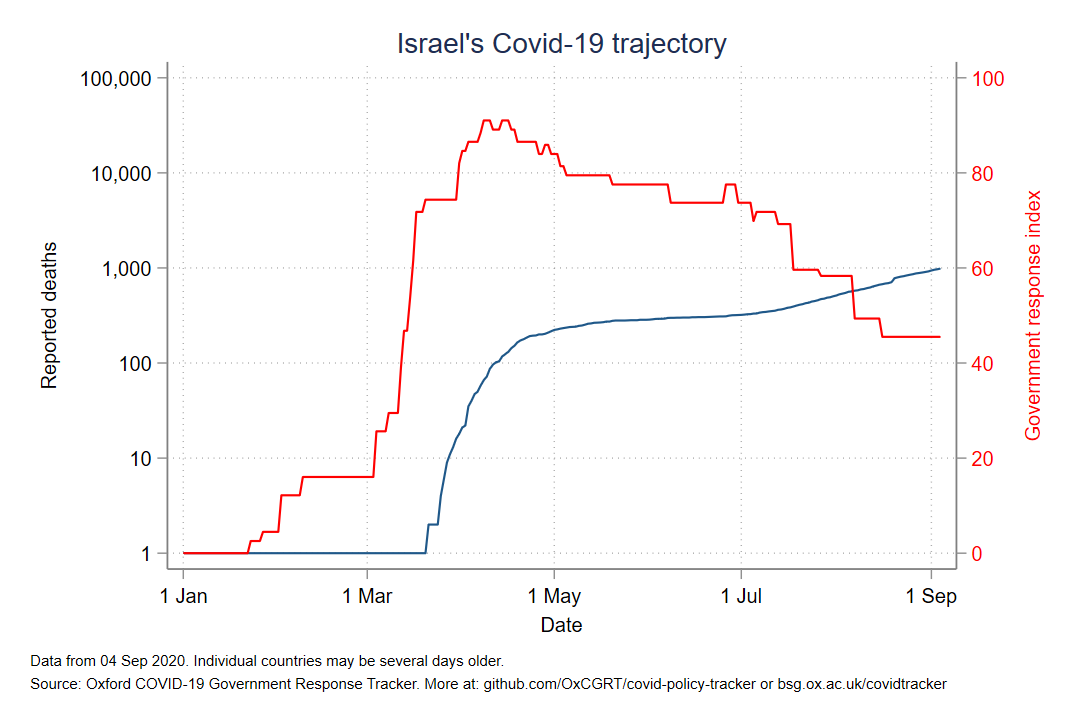 Israel's Covid-19 trajectory
100,000
10,000
1,000
100
10
1
Reported deaths
100
80
60
40
20
0
Government response index
1 Jan
1 Mar
1 May
1 Jul
1 Sep
Date
Data from 04 Sep 2020. Individual countries may be several days older.
Source: Oxford COVID-19 Government Response Tracker. More at: github.com/OxCGRT/covid-policy-tracker or bsg.ox.ac.uk/covidtracker